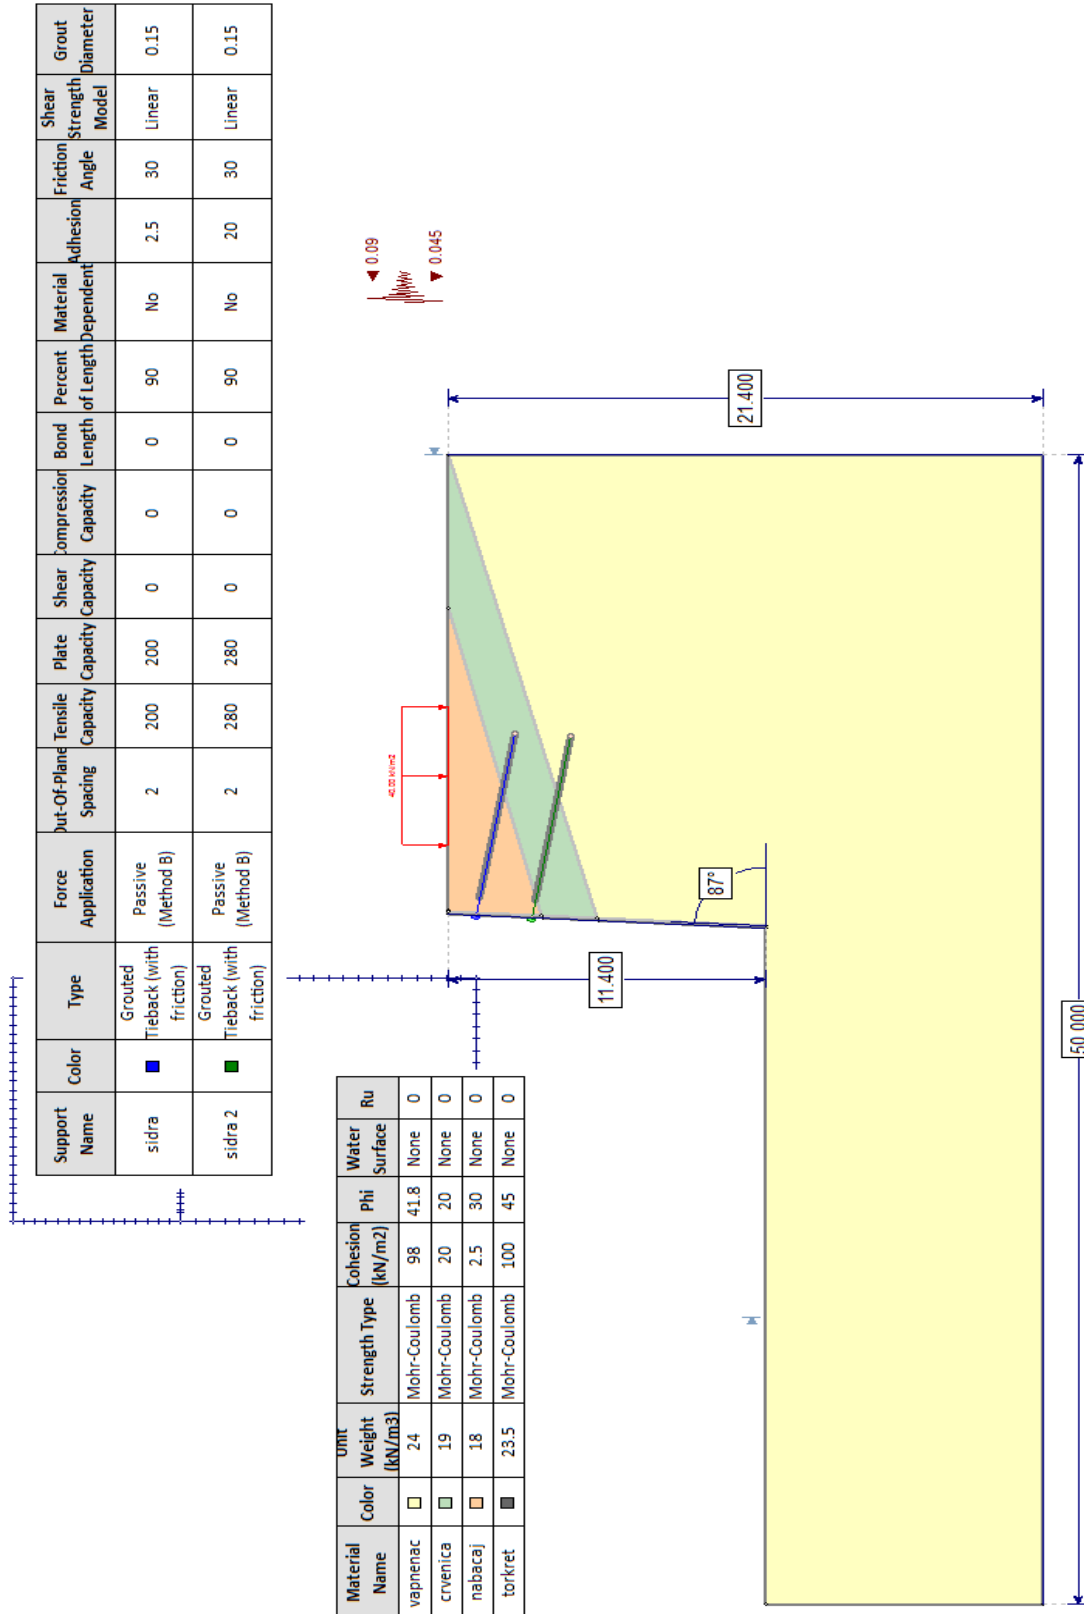 Support Name	Color	Type	Force Application	Out-Of-Plane Spacing	Tensile Capacity	Plate Capacity	Shear Capacity	Compression Capacity	Bond Length	Percent of Length	Material Dependent	Adhesion	Friction Angle	Shear Strength Model	Grout Diameter
sidra	Grouted Tieback (with friction)	Passive (Method B)	2	200	200	0	0	0	90	No	2.5	30	Linear	0.15
sidra 2	Grouted Tieback (with friction)	Passive (Method B)	2	280	280	0	0	0	90	No	20	30	Linear	0.15
Material Name	Color	Unit Weight (kN/m3)	Strength Type	Cohesion (kN/m2)	Phi	Water Surface	Ru
vapnenac	24	Mohr-Coulomb	98	41.8	None	0
crvenica	19	Mohr-Coulomb	20	20	None	0
nabacaj	18	Mohr-Coulomb	2.5	30	None	0
torkret	23.5	Mohr-Coulomb	100	45	None	0
0.09
0.045
40.00 kN/m2
21.400
87°
11.400
50.000